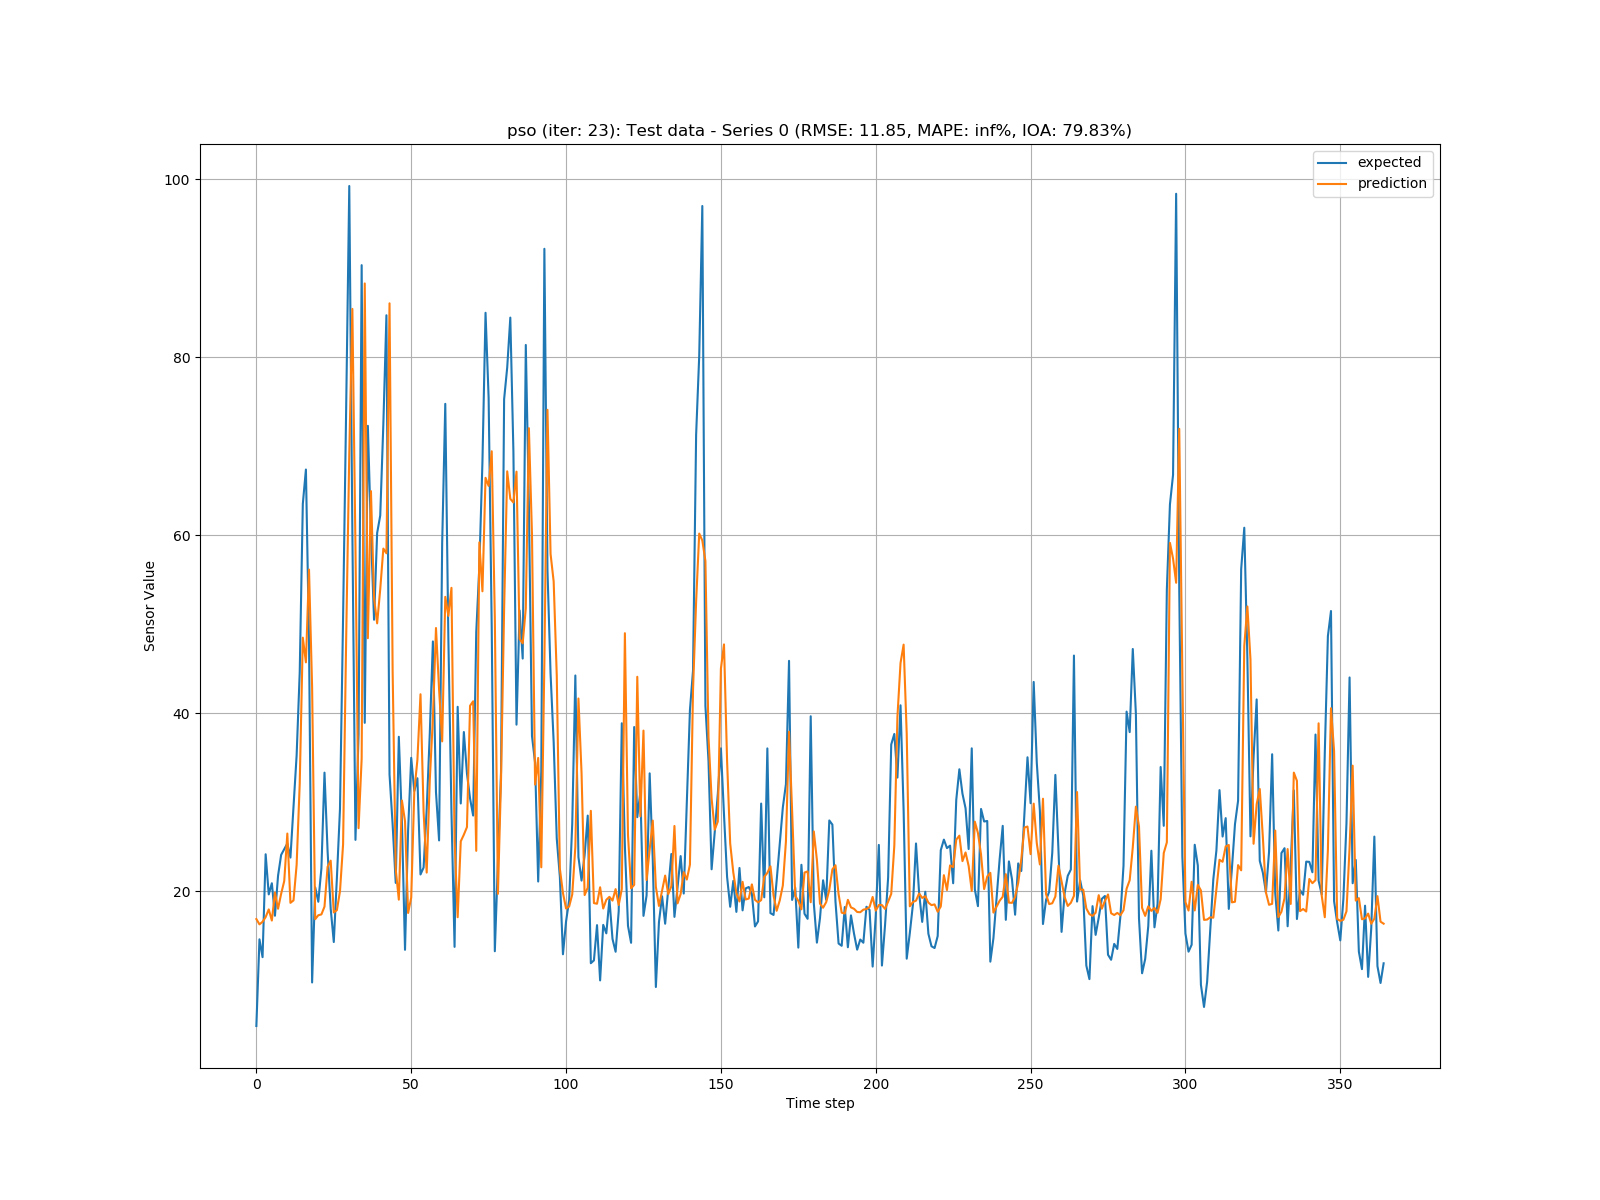 pso (iter: 23): Test data - Series 0 (RMSE: 11.85, MAPE: inf%, IOA: 79.83%)
expected
prediction
100
80
60
40
20
Sensor Value
0 50 100 150 200 250 300 350
Time step